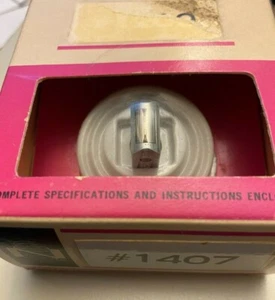 OMPLETE SPECIFICATIONS AND INSTRUCTIONS ENCL
#1407